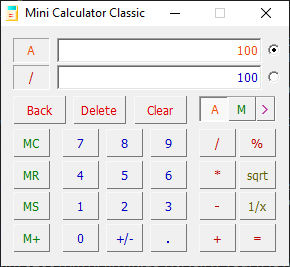 Mini Calculator Classic
A 100
/ 100
Back Delete Clear A M >
MC 7 8 9 / %
MR 4 5 6 * sqrt
MS 1 2 3 - 1/x
M+ 0 +/- . + =